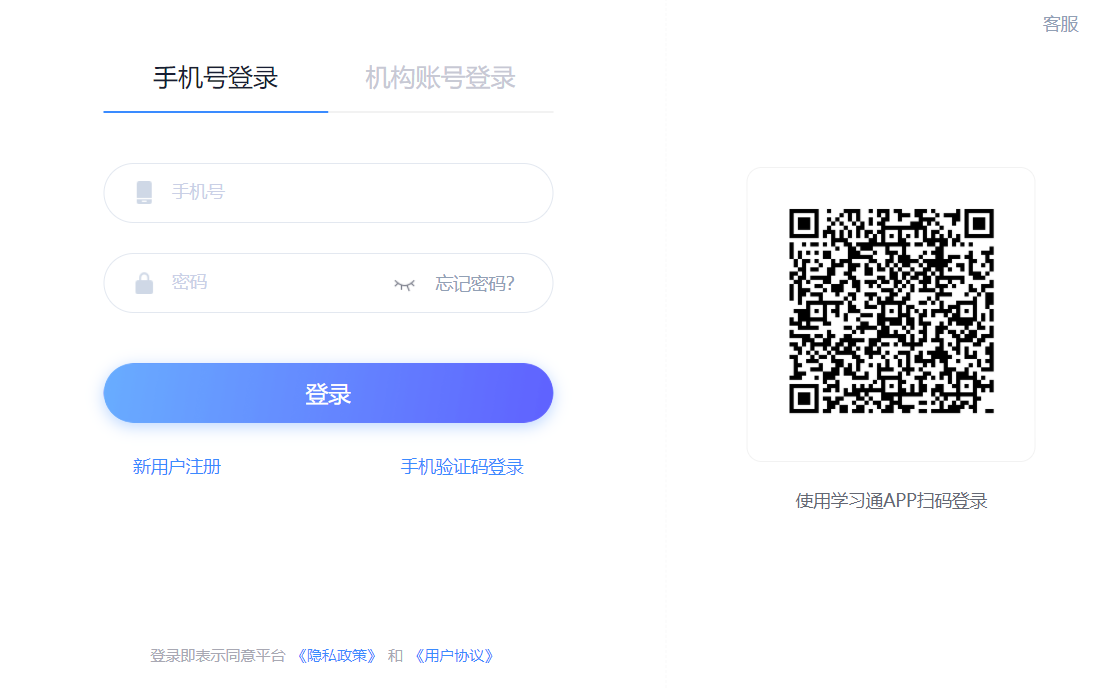 客服
手机号登录
机构账号登录
手机号
密码
忘记密码?
登录
新用户注册
手机验证码登录
使用学习通APP扫码登录
登录即表示同意平台 《隐私政策》 和 《用户协议》